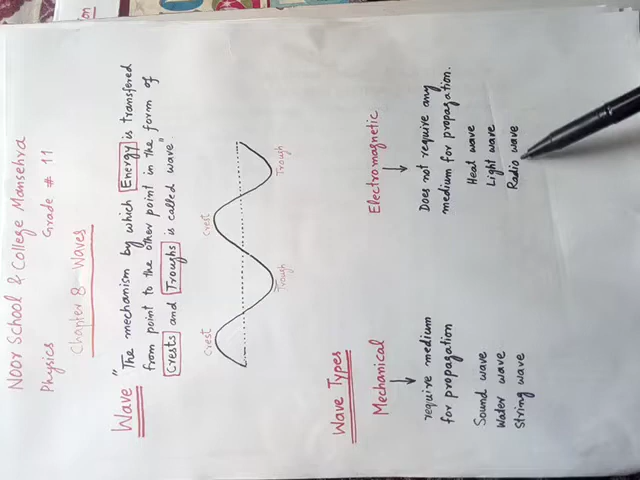 NOOR School & College Mansehra
Physics Grade # 11
Chapter 8 Waves
Wave "The mechanism by which Energy is transfered
from point to the other point in the form of
Crests and Troughs is called wave"
Crest Trough Crest Trough
Wave Types
Mechanical Electromagnetic
require medium
for propagation
Sound wave
Water wave
String wave
Does not require any
medium for propagation.
Heat wave
Light wave
Radio wave